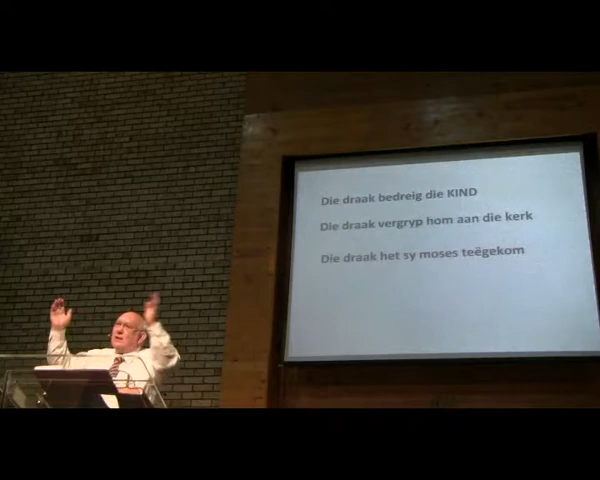 Die draak bedreig die KIND
Die draak vergryp hom aan die kerk
Die draak het sy moses teëgekom